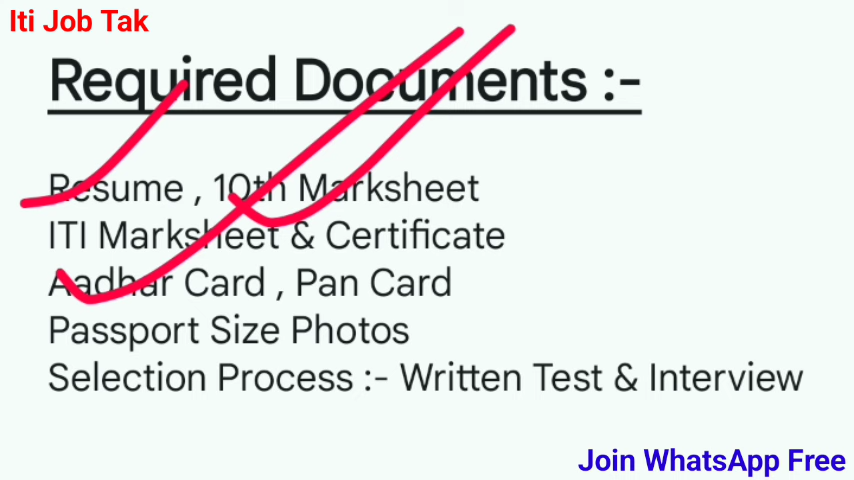 Iti Job Tak
Required Documents :-
Resume , 10th Marksheet
ITI Marksheet & Certificate
Aadhar Card , Pan Card
Passport Size Photos
Selection Process :- Written Test & Interview
Join WhatsApp Free